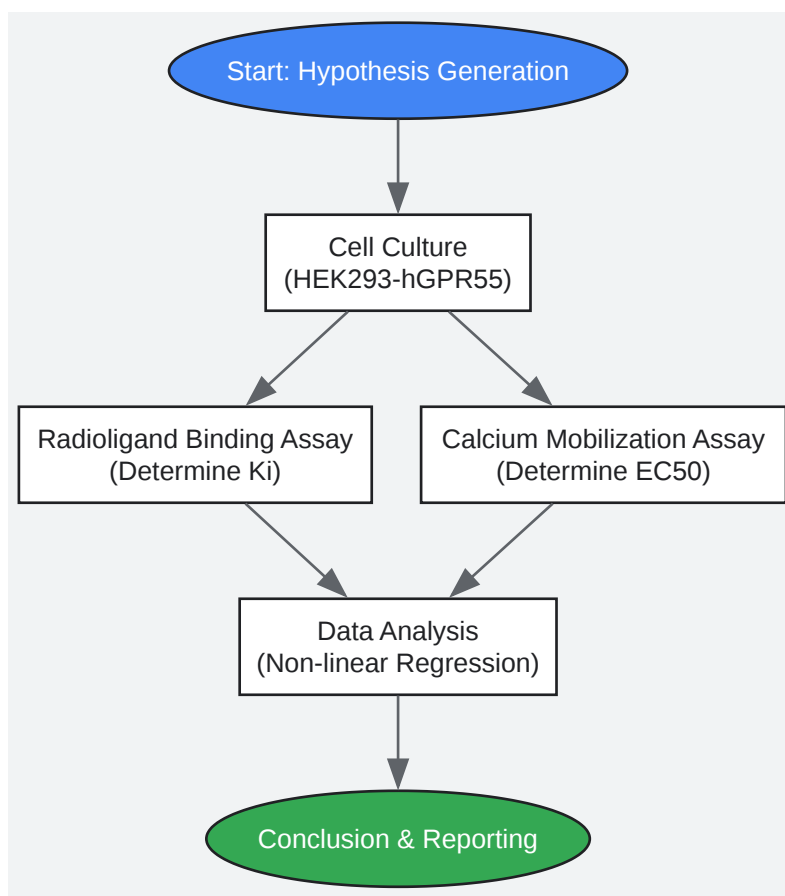 Start: Hypothesis Generation
Cell Culture
(HEK293-hGPR55)
Radioligand Binding Assay
(Determine Ki)
Calcium Mobilization Assay
(Determine EC50)
Data Analysis
(Non-linear Regression)
Conclusion & Reporting